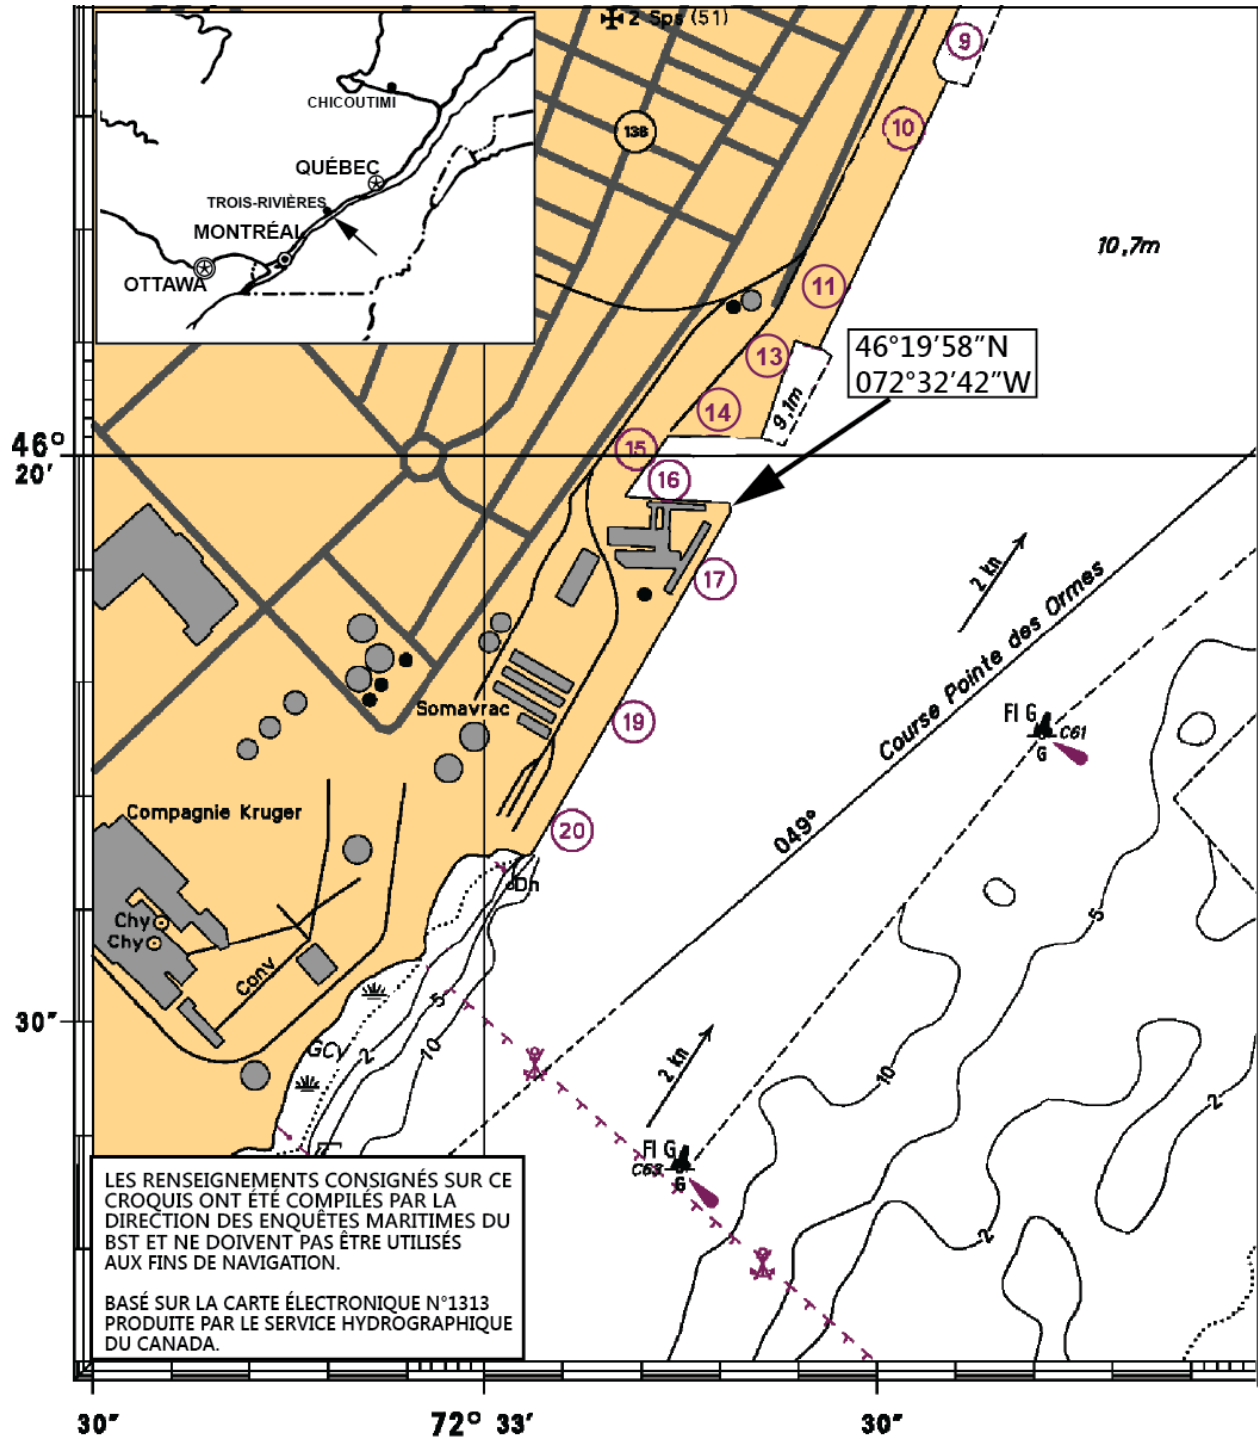 2 Sps (51)
9
CHICOUTIMI
138
10
QUÉBEC
TROIS-RIVIÈRES
MONTRÉAL
OTTAWA
10,7m
11
13
46°19'58"N
072°32'42"W
14
9,1m
15
46°
20'
16
17
2 kn
Course Pointe des Ormes
049°
19
Somavrac
Fl G
C61
G
20
Compagnie Kruger
Dn
Chy
Chy
5
Conv
5
30"
GCy
2
10
2 kn
10
2
Fl G
C63
G
2
LES RENSEIGNEMENTS CONSIGNÉS SUR CE
CROQUIS ONT ÉTÉ COMPILÉS PAR LA
DIRECTION DES ENQUÊTES MARITIMES DU
BST ET NE DOIVENT PAS ÊTRE UTILISÉS
AUX FINS DE NAVIGATION.
BASÉ SUR LA CARTE ÉLECTRONIQUE N°1313
PRODUITE PAR LE SERVICE HYDROGRAPHIQUE
DU CANADA.
30"
72° 33'
30"